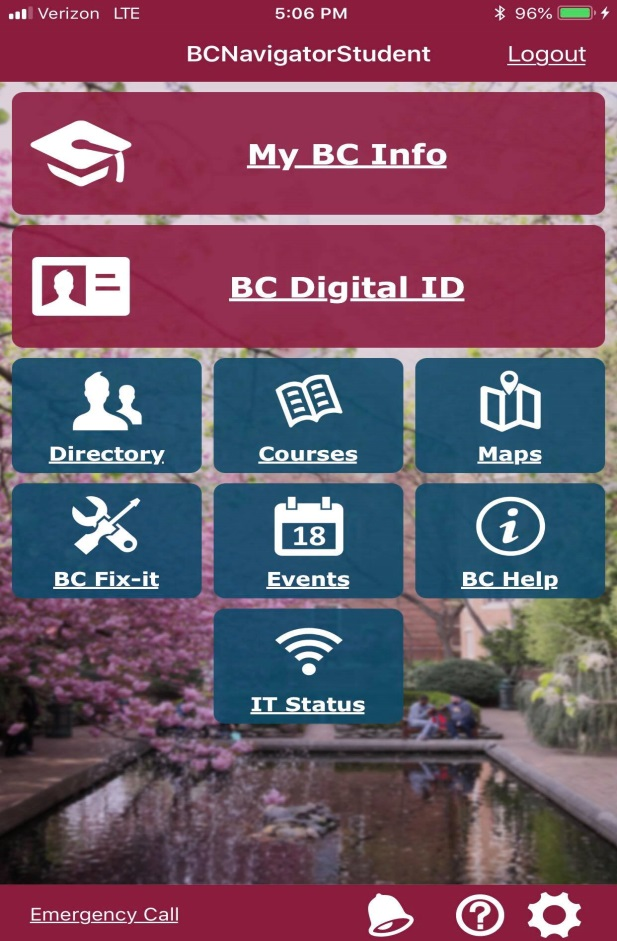 Verizon LTE 5:06 PM 96%
BCNavigatorStudent Logout
My BC Info
BC Digital ID
Directory Courses Maps
18
BC Fix-it Events BC Help
IT Status
Emergency Call